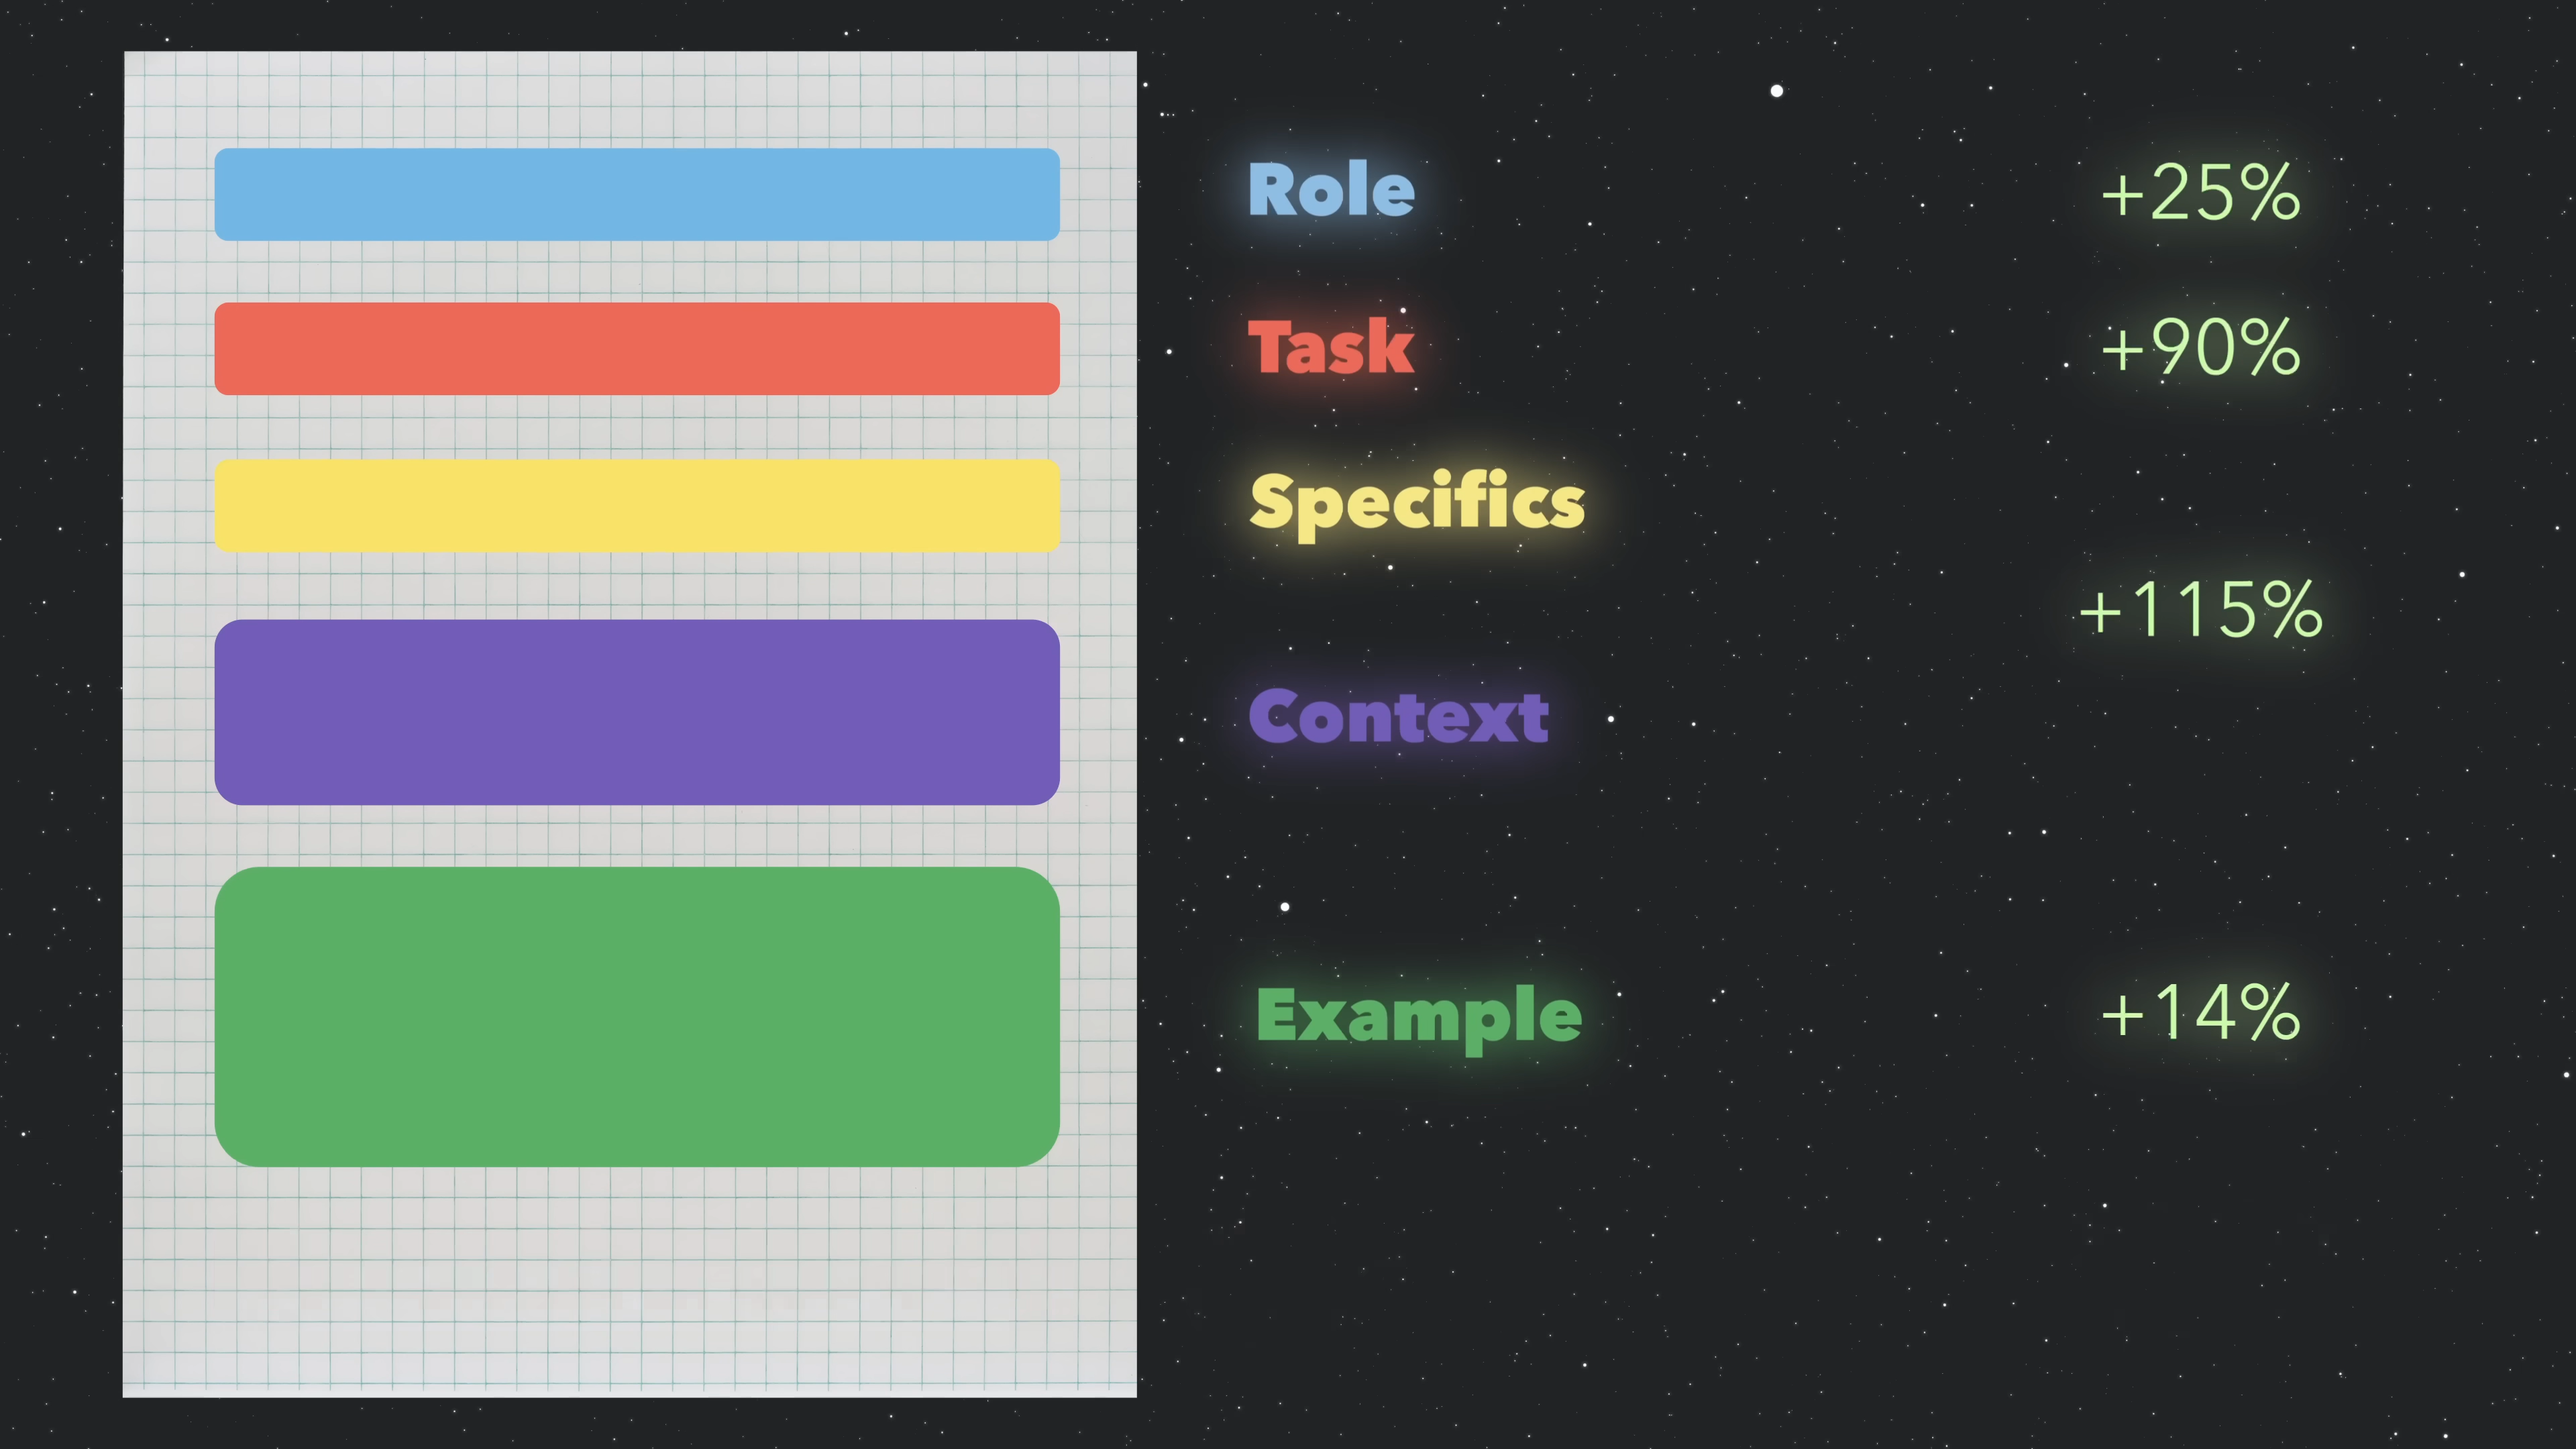 Role +25%
Task +90%
Specifics
+115%
Context
Example +14%